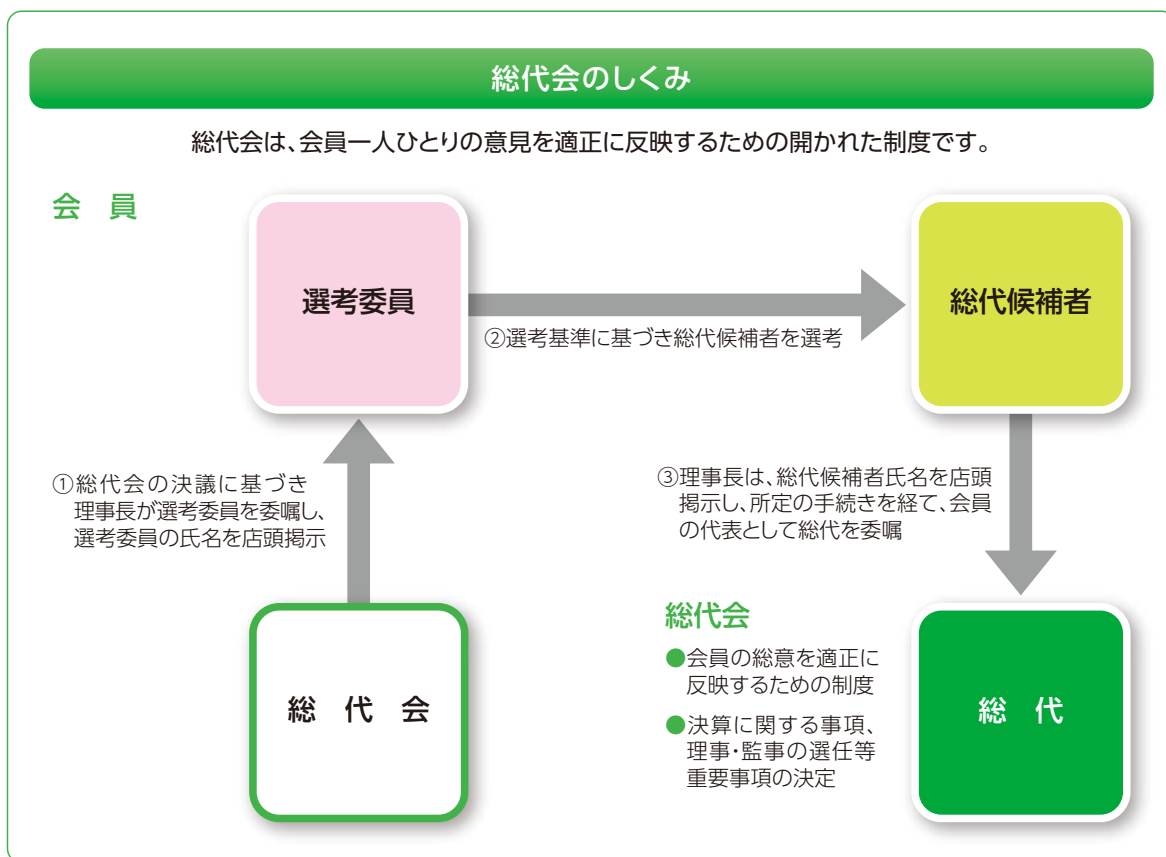 総代会のしくみ
総代会は、会員一人ひとりの意見を適正に反映するための開かれた制度です。
会　員
選考委員
②選考基準に基づき総代候補者を選考
総代候補者
①総代会の決議に基づき
理事長が選考委員を委嘱し、
選考委員の氏名を店頭掲示
③理事長は、総代候補者氏名を店頭
掲示し、所定の手続きを経て、会員
の代表として総代を委嘱
総　代　会
総代会
●会員の総意を適正に
反映するための制度
●決算に関する事項、
理事・監事の選任等
重要事項の決定
総　代